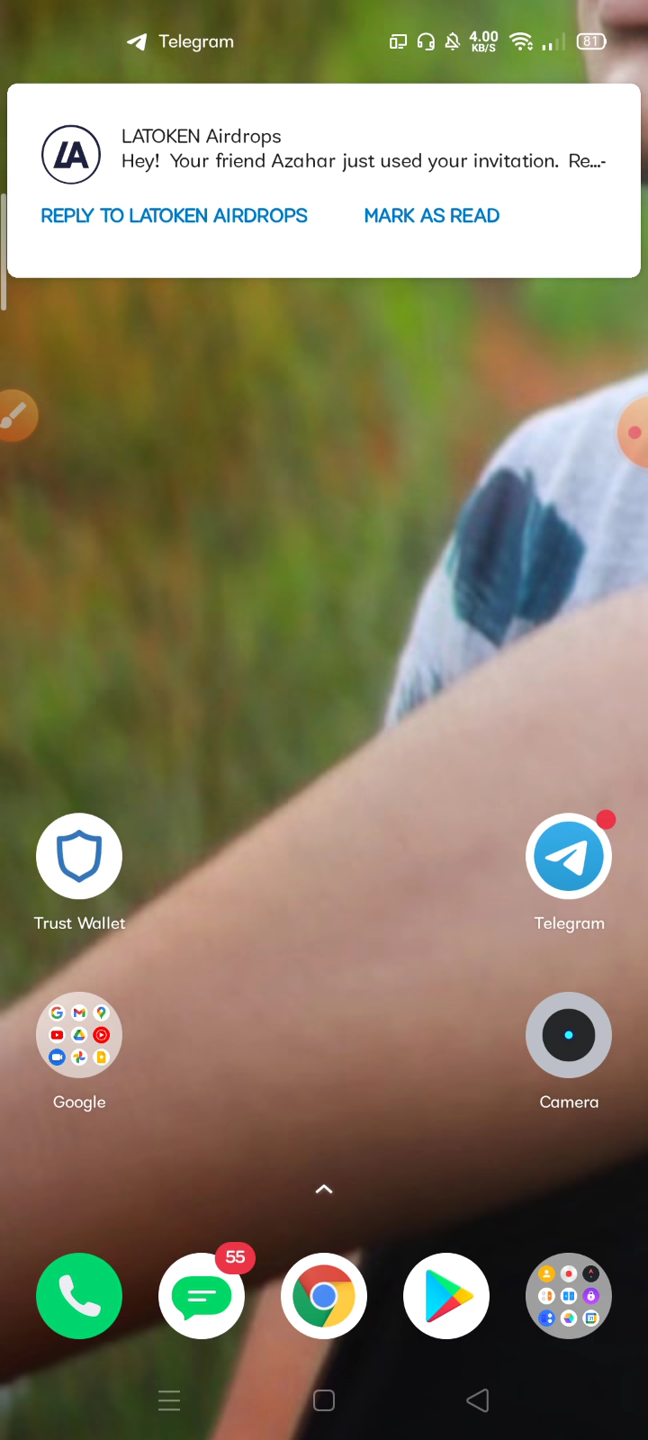 Telegram
4.00
KB/S
81
LATOKEN Airdrops
Hey!  Your friend Azahar just used your invitation.  Re...-
REPLY TO LATOKEN AIRDROPS
MARK AS READ
Trust Wallet
Telegram
Google
Camera
55